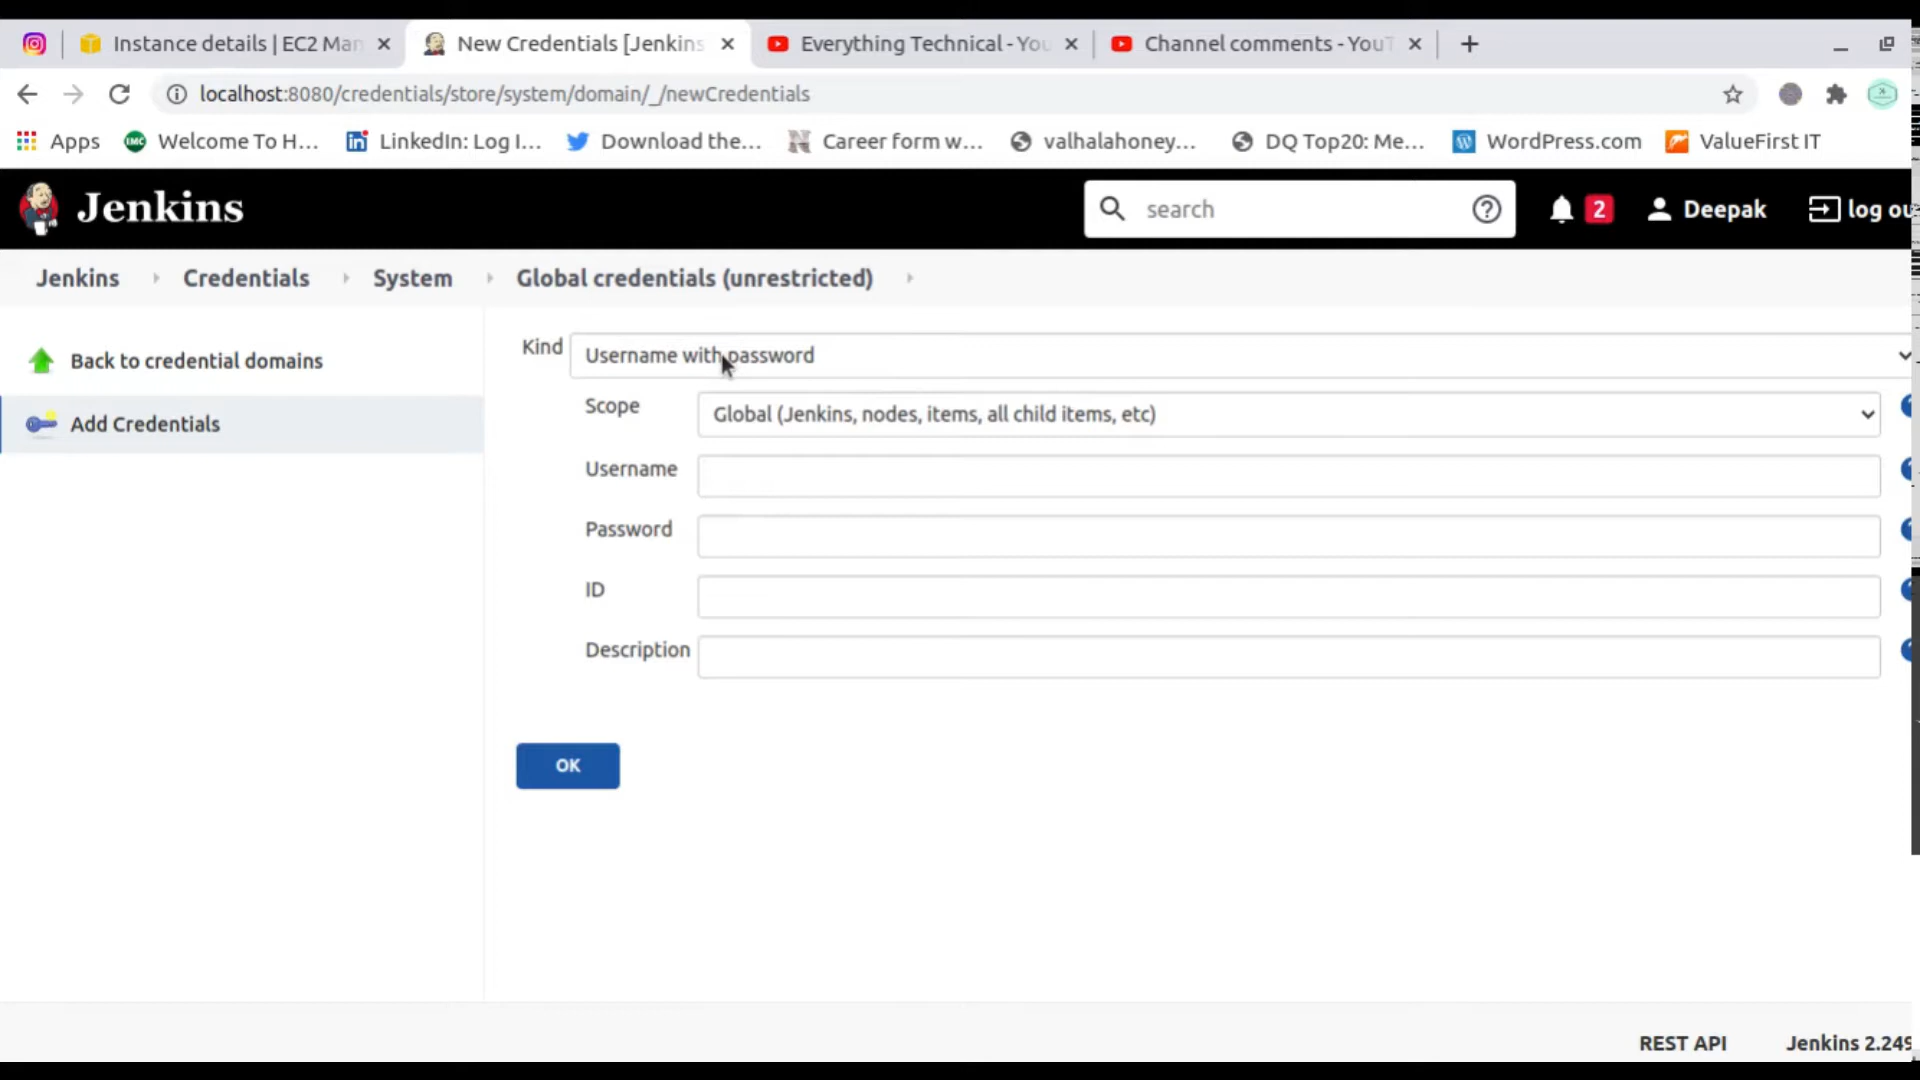 Instance details | EC2 Man
New Credentials [Jenkins
Everything Technical - You
Channel comments - YouT
localhost:8080/credentials/store/system/domain/_/newCredentials
Apps
Welcome To H...
LinkedIn: Log I...
Download the...
Career form w...
valhalahoney...
DQ Top20: Me...
WordPress.com
ValueFirst IT
Jenkins
search
2
Deepak
log ou
Jenkins
Credentials
System
Global credentials (unrestricted)
Back to credential domains
Add Credentials
Kind
Username with password
Scope
Global (Jenkins, nodes, items, all child items, etc)
Username
Password
ID
Description
OK
REST API
Jenkins 2.249